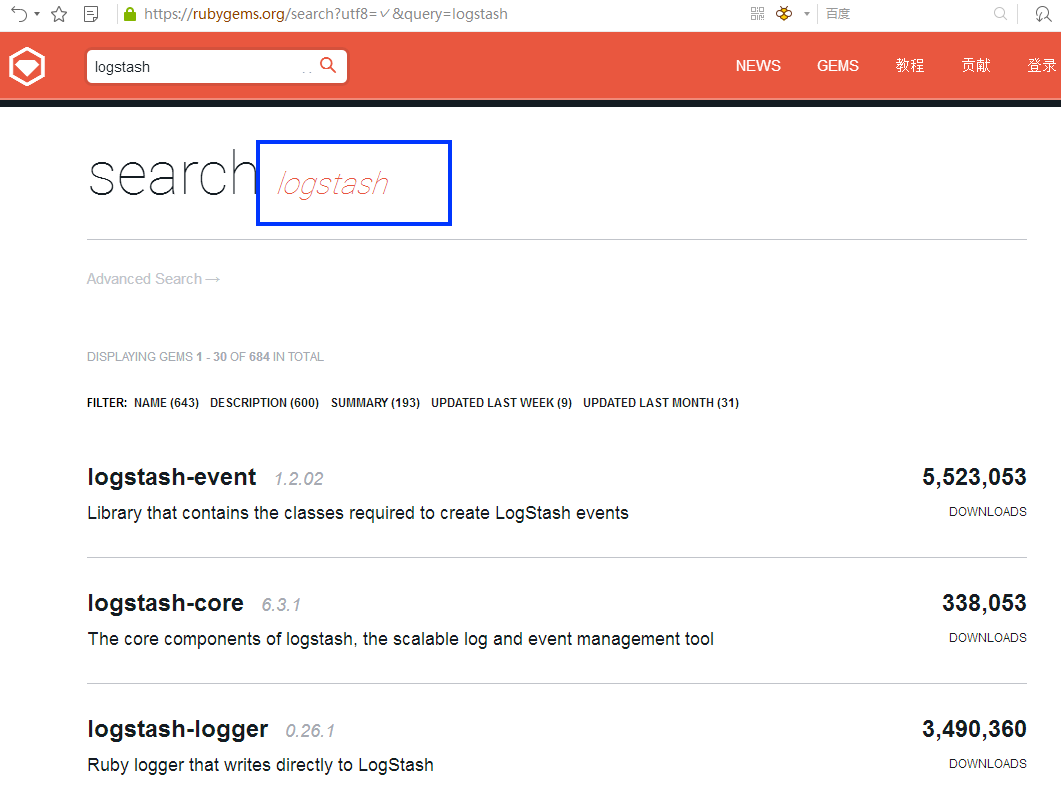 https://rubygems.org/search?utf8=✓&query=logstash 百度
logstash NEWS GEMS 教程 贡献 登录
search logstash
Advanced Search →
DISPLAYING GEMS 1 - 30 OF 684 IN TOTAL
FILTER: NAME (643) DESCRIPTION (600) SUMMARY (193) UPDATED LAST WEEK (9) UPDATED LAST MONTH (31)
logstash-event 1.2.02 5,523,053
Library that contains the classes required to create LogStash events DOWNLOADS
logstash-core 6.3.1 338,053
The core components of logstash, the scalable log and event management tool DOWNLOADS
logstash-logger 0.26.1 3,490,360
Ruby logger that writes directly to LogStash DOWNLOADS